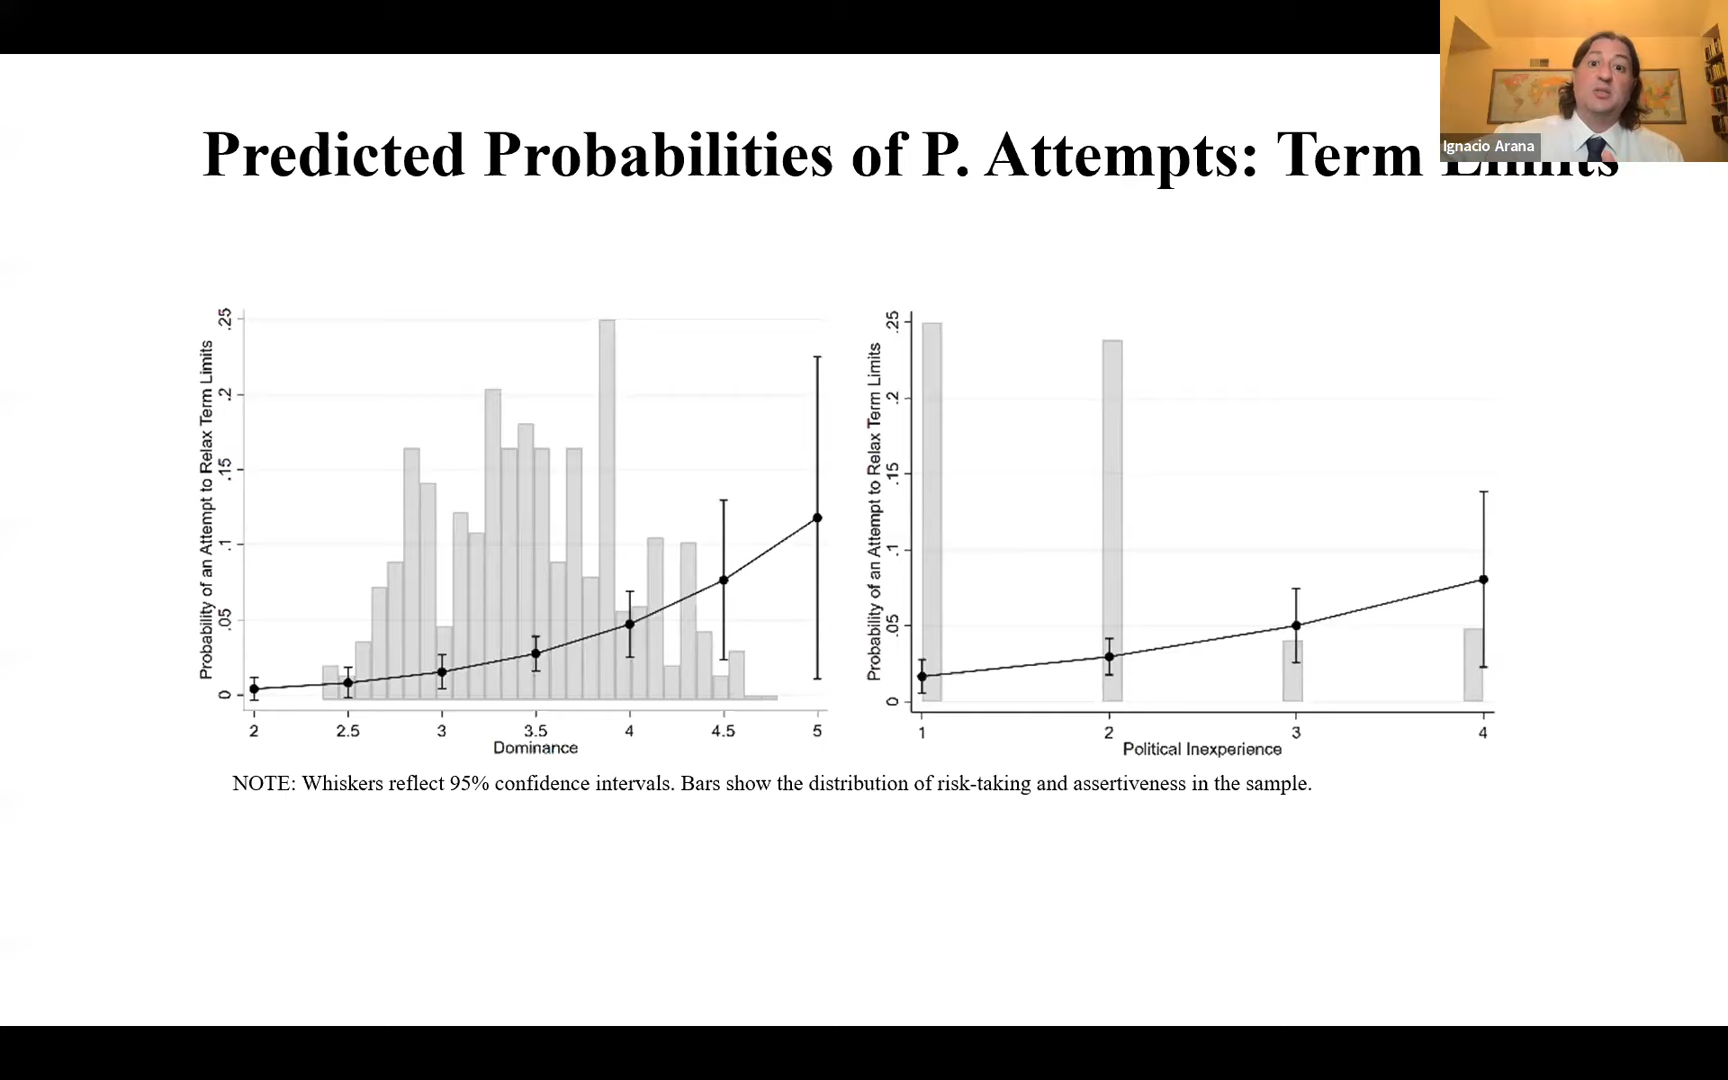 Ignacio Arana
Predicted Probabilities of P. Attempts: Term Limits
Probability of an Attempt to Relax Term Limits
.25
.2
.15
.1
.05
0
2 2.5 3 3.5 4 4.5 5
Dominance
Probability of an Attempt to Relax Term Limits
.25
.2
.15
.1
.05
0
1 2 3 4
Political Inexperience
NOTE: Whiskers reflect 95% confidence intervals. Bars show the distribution of risk-taking and assertiveness in the sample.